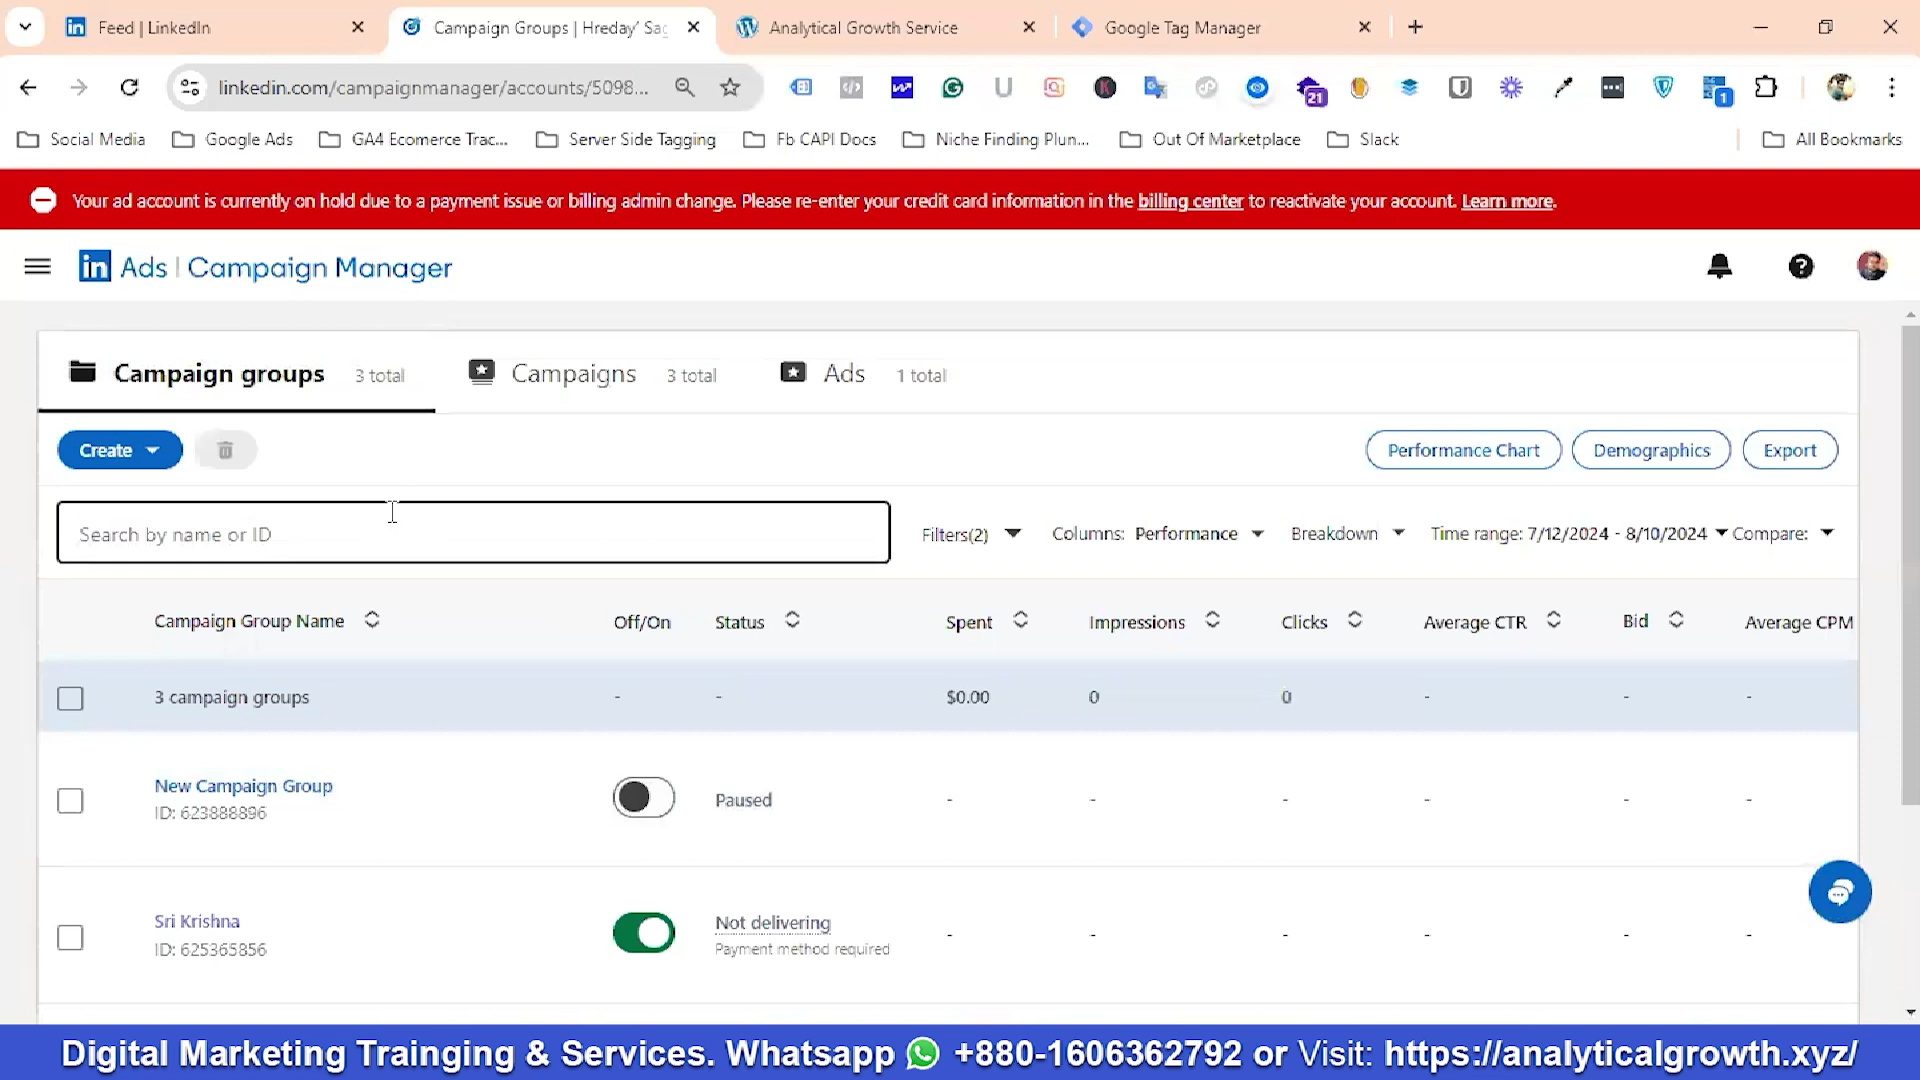 Feed | LinkedIn
Campaign Groups | Hreday' Sag
Analytical Growth Service
Google Tag Manager
linkedin.com/campaignmanager/accounts/5098...
21
1
Social Media
Google Ads
GA4 Ecomerce Trac...
Server Side Tagging
Fb CAPI Docs
Niche Finding Plun...
Out Of Marketplace
Slack
All Bookmarks
Your ad account is currently on hold due to a payment issue or billing admin change. Please re-enter your credit card information in the billing center to reactivate your account. Learn more.
in Ads | Campaign Manager
Campaign groups 3 total
Campaigns 3 total
Ads 1 total
Create
Performance Chart
Demographics
Export
Search by name or ID
Filters(2)
Columns: Performance
Breakdown
Time range: 7/12/2024 - 8/10/2024
Compare:
Campaign Group Name Off/On Status Spent Impressions Clicks Average CTR Bid Average CPM
3 campaign groups - - $0.00 0 0 - - -
New Campaign Group
ID: 623888896
Paused - - - - - -
Sri Krishna
ID: 625365856
Not delivering
Payment method required
- - - - - -
Digital Marketing Trainging & Services. Whatsapp +880-1606362792 or Visit: https://analyticalgrowth.xyz/